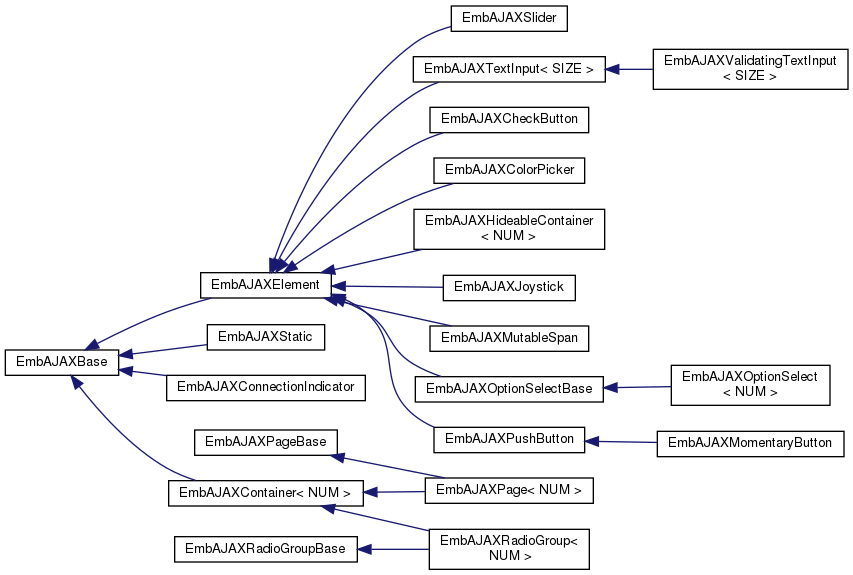 EmbAJAXSlider
EmbAJAXTextInput< SIZE >
EmbAJAXValidatingTextInput
< SIZE >
EmbAJAXCheckButton
EmbAJAXColorPicker
EmbAJAXHideableContainer
< NUM >
EmbAJAXElement
EmbAJAXJoystick
EmbAJAXStatic
EmbAJAXMutableSpan
EmbAJAXBase
EmbAJAXConnectionIndicator
EmbAJAXOptionSelectBase
EmbAJAXOptionSelect
< NUM >
EmbAJAXPageBase
EmbAJAXPushButton
EmbAJAXMomentaryButton
EmbAJAXContainer< NUM >
EmbAJAXPage< NUM >
EmbAJAXRadioGroupBase
EmbAJAXRadioGroup<
NUM >